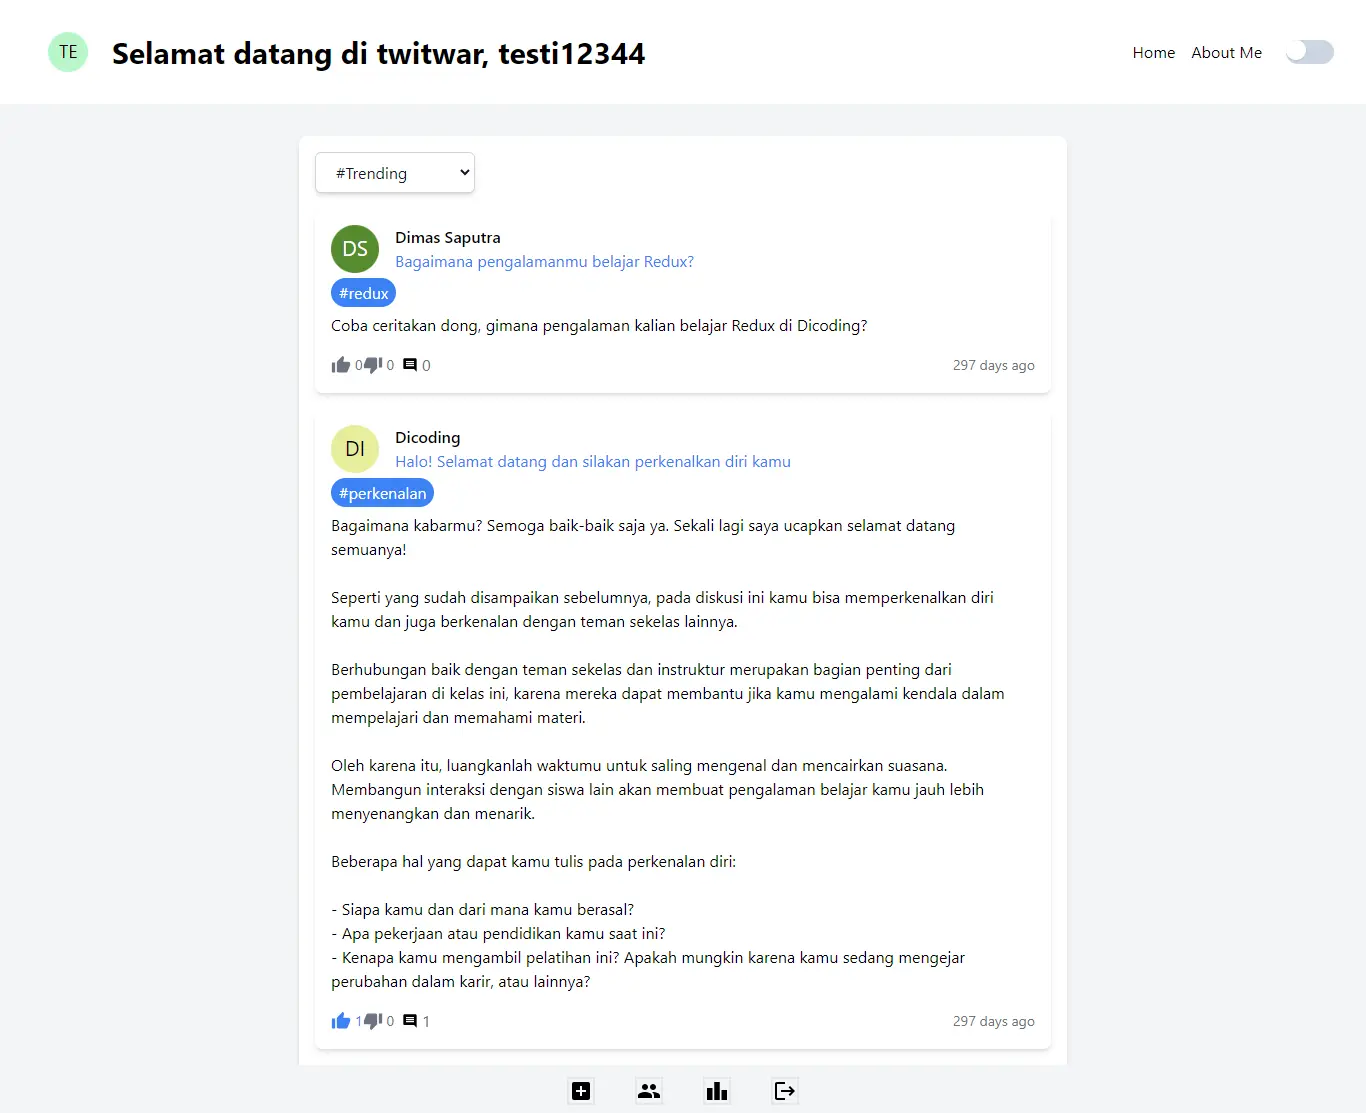 TE
Selamat datang di twitwar, testi12344
Home
About Me
#Trending
DS
Dimas Saputra
Bagaimana pengalamanmu belajar Redux?
#redux
Coba ceritakan dong, gimana pengalaman kalian belajar Redux di Dicoding?
0 0 0
297 days ago
DI
Dicoding
Halo! Selamat datang dan silakan perkenalkan diri kamu
#perkenalan
Bagaimana kabarmu? Semoga baik-baik saja ya. Sekali lagi saya ucapkan selamat datang
semuanya!
Seperti yang sudah disampaikan sebelumnya, pada diskusi ini kamu bisa memperkenalkan diri
kamu dan juga berkenalan dengan teman sekelas lainnya.
Berhubungan baik dengan teman sekelas dan instruktur merupakan bagian penting dari
pembelajaran di kelas ini, karena mereka dapat membantu jika kamu mengalami kendala dalam
mempelajari dan memahami materi.
Oleh karena itu, luangkanlah waktumu untuk saling mengenal dan mencairkan suasana.
Membangun interaksi dengan siswa lain akan membuat pengalaman belajar kamu jauh lebih
menyenangkan dan menarik.
Beberapa hal yang dapat kamu tulis pada perkenalan diri:
- Siapa kamu dan dari mana kamu berasal?
- Apa pekerjaan atau pendidikan kamu saat ini?
- Kenapa kamu mengambil pelatihan ini? Apakah mungkin karena kamu sedang mengejar
perubahan dalam karir, atau lainnya?
1 0 1
297 days ago